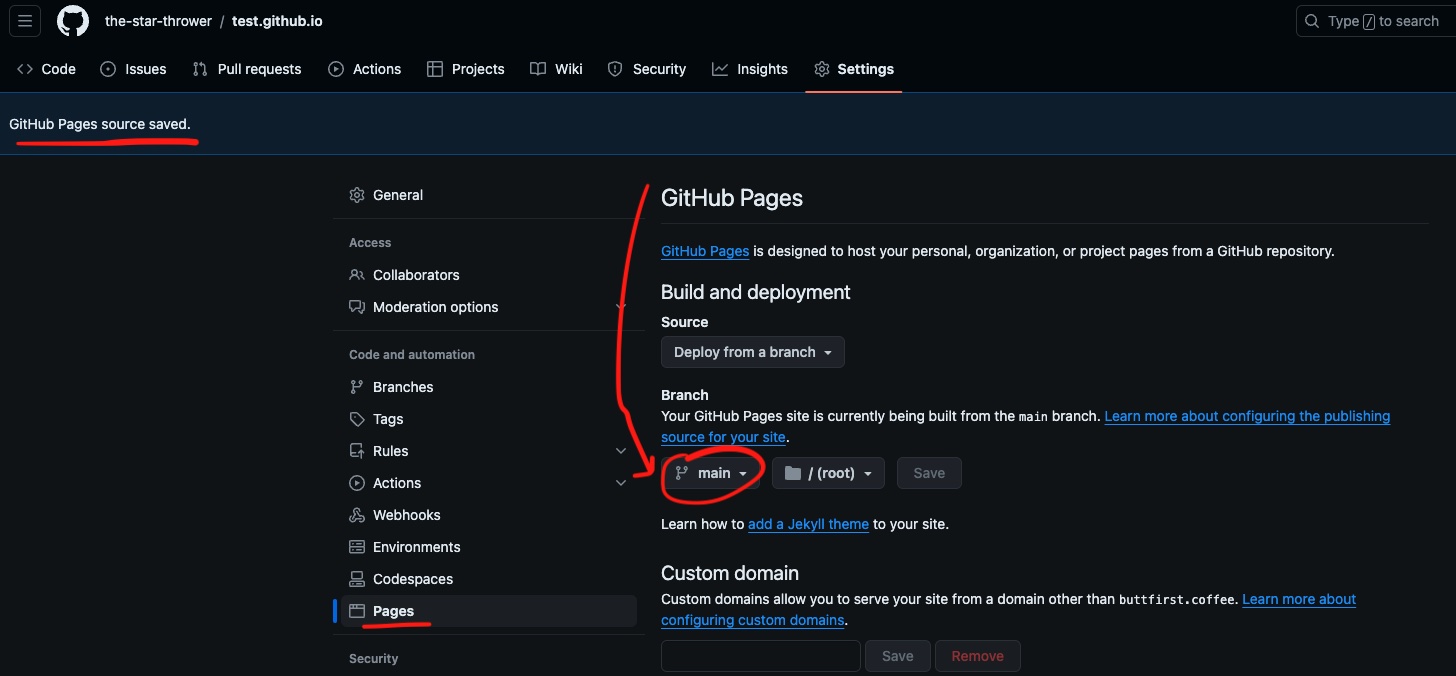 the-star-thrower / test.github.io
Type / to search
Code Issues Pull requests Actions Projects Wiki Security Insights Settings
GitHub Pages source saved.
General
Access
Collaborators
Moderation options
Code and automation
Branches
Tags
Rules
Actions
Webhooks
Environments
Codespaces
Pages
Security
GitHub Pages
GitHub Pages is designed to host your personal, organization, or project pages from a GitHub repository.
Build and deployment
Source
Deploy from a branch
Branch
Your GitHub Pages site is currently being built from the main branch. Learn more about configuring the publishing
source for your site.
main / (root) Save
Learn how to add a Jekyll theme to your site.
Custom domain
Custom domains allow you to serve your site from a domain other than buttfirst.coffee. Learn more about
configuring custom domains.
Save Remove